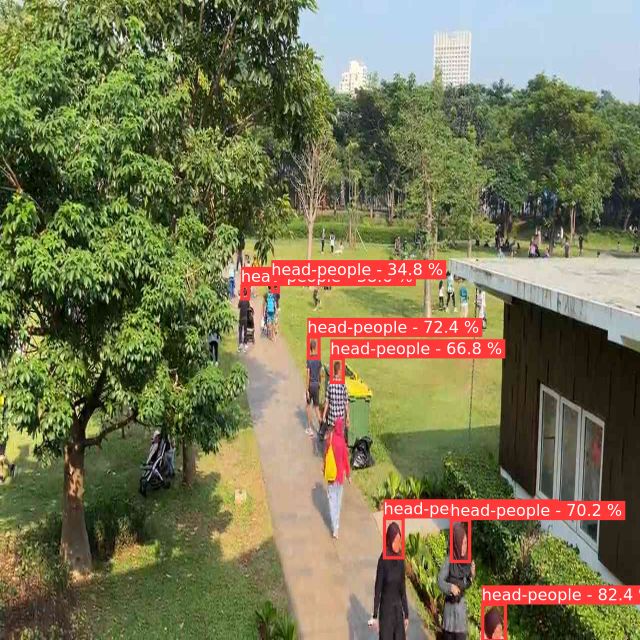 head-people - 34.8 %
head-people - 72.4 %
head-people - 66.8 %
head-pe
head-people - 70.2 %
head-people - 82.4